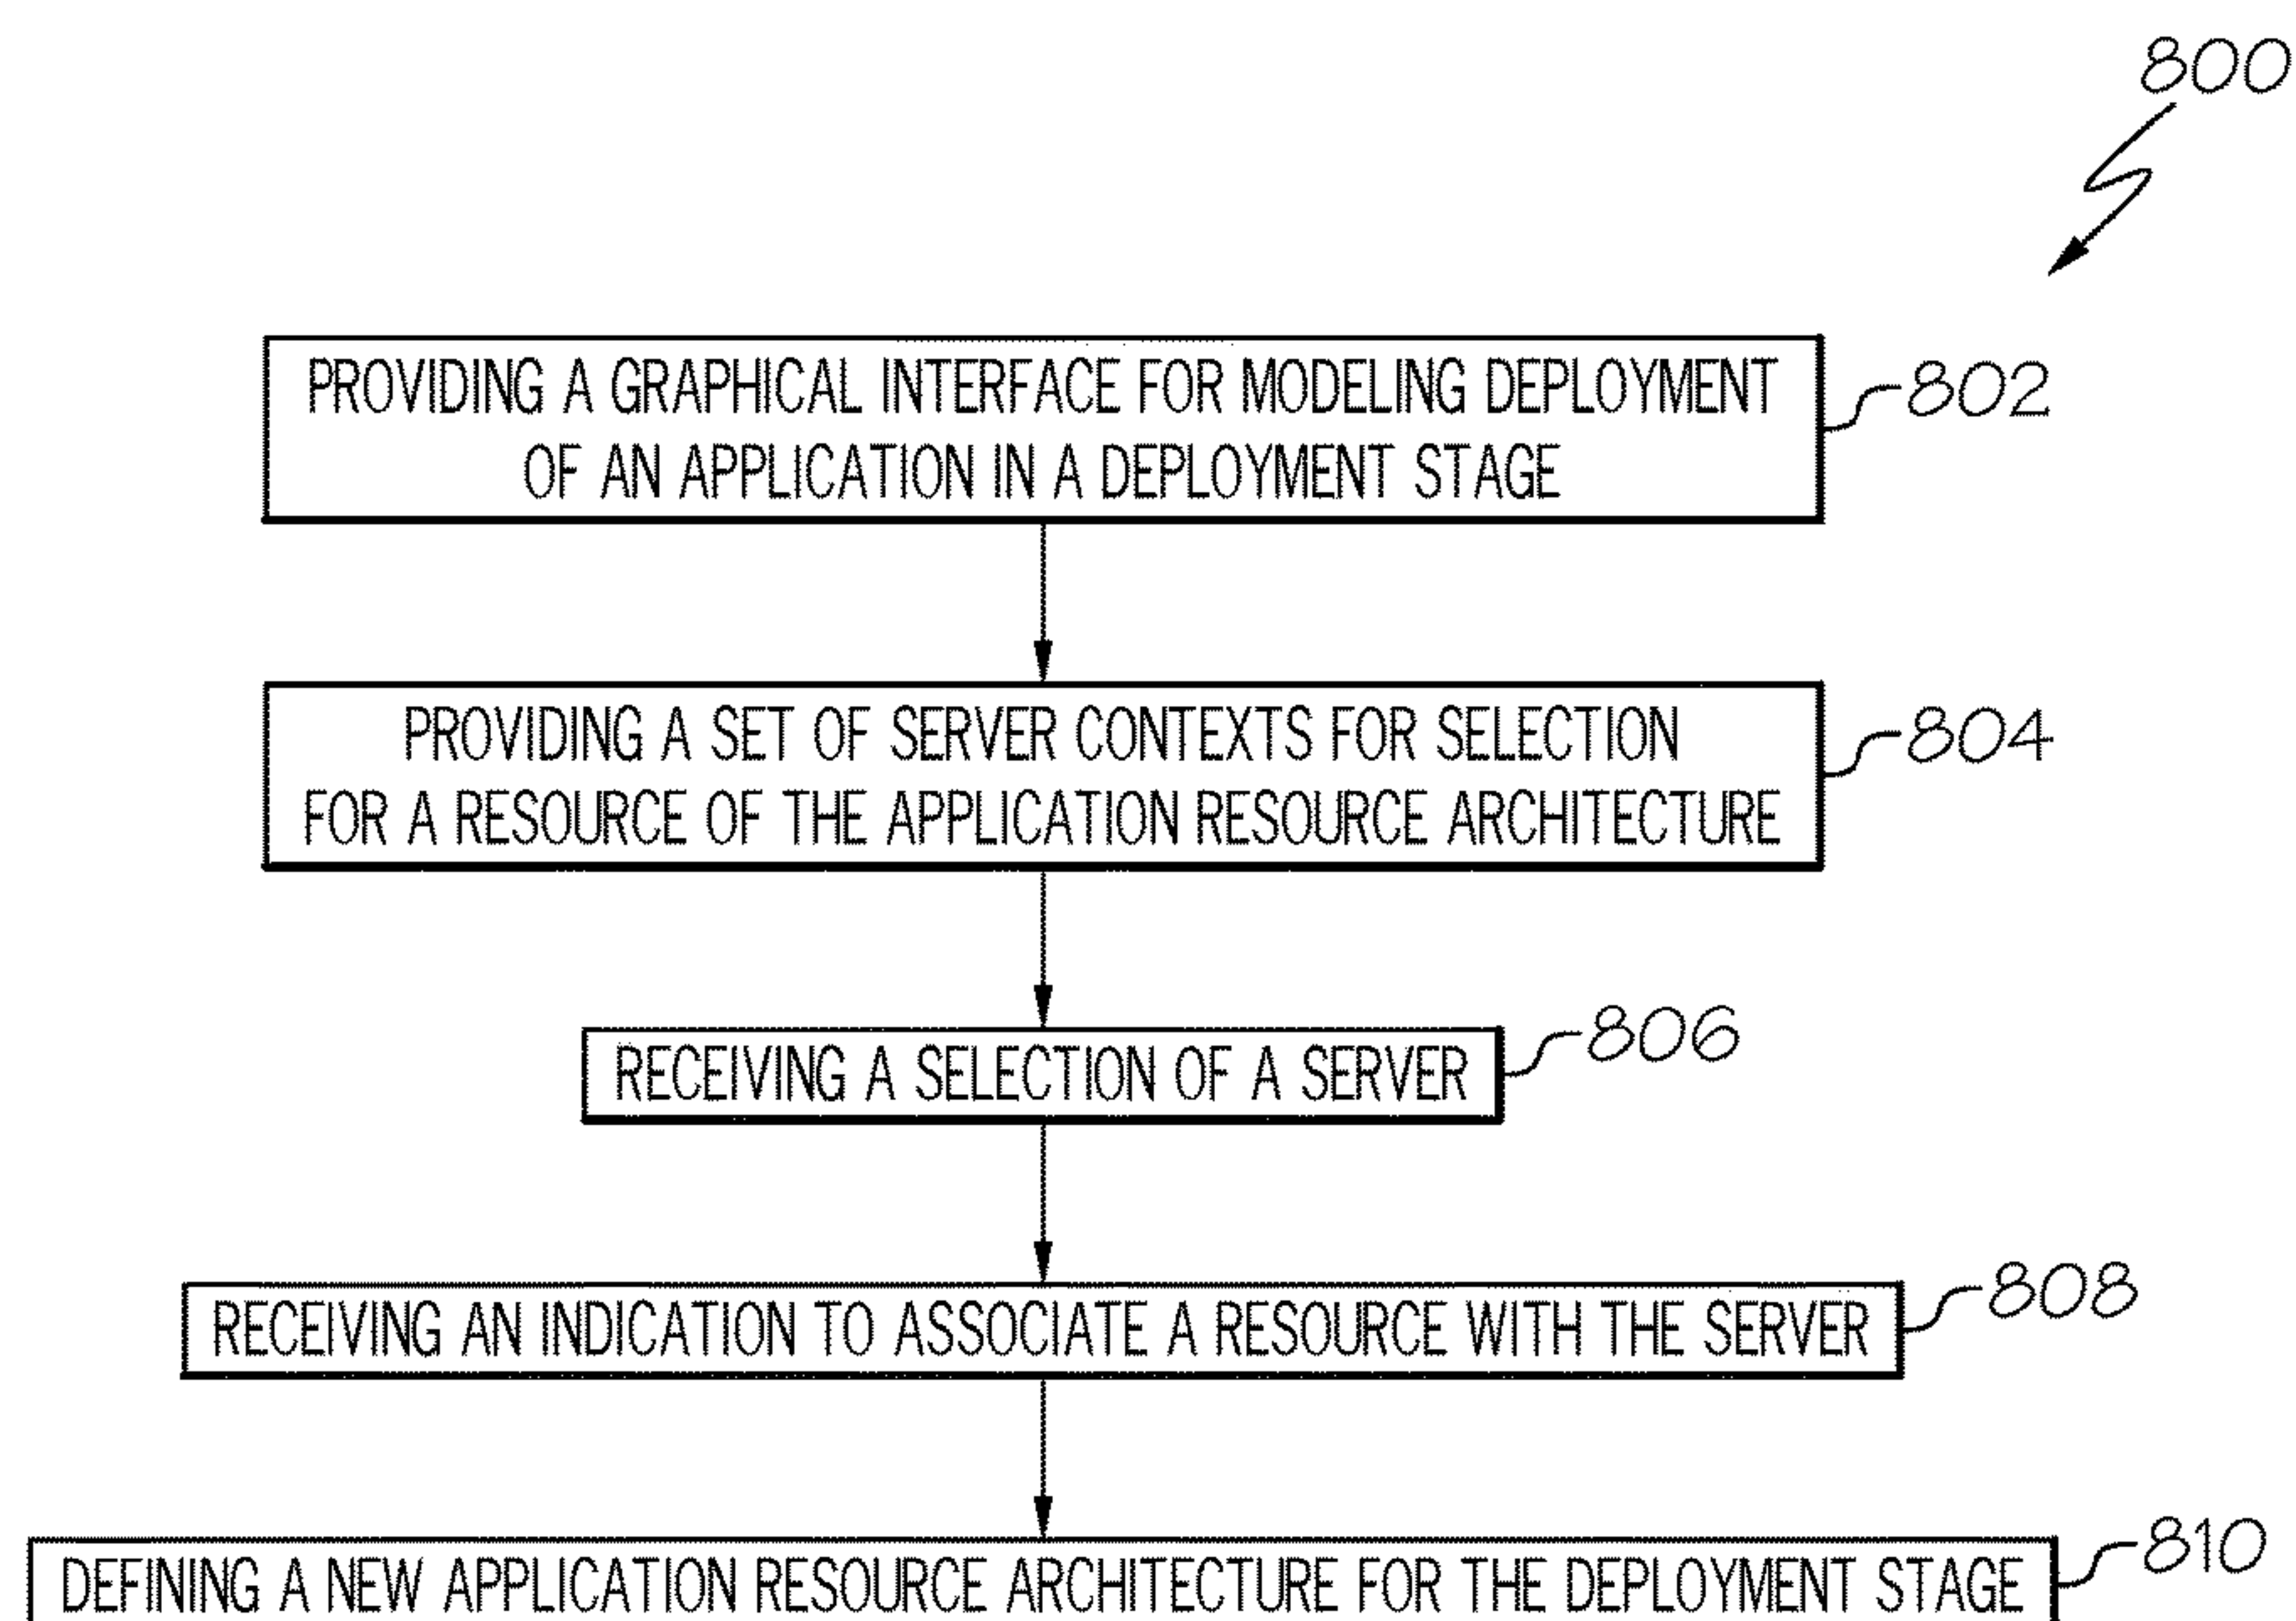 800
PROVIDING A GRAPHICAL INTERFACE FOR MODELING DEPLOYMENT
OF AN APPLICATION IN A DEPLOYMENT STAGE
802
PROVIDING A SET OF SERVER CONTEXTS FOR SELECTION
FOR A RESOURCE OF THE APPLICATION RESOURCE ARCHITECTURE
804
RECEIVING A SELECTION OF A SERVER
806
RECEIVING AN INDICATION TO ASSOCIATE A RESOURCE WITH THE SERVER
808
DEFINING A NEW APPLICATION RESOURCE ARCHITECTURE FOR THE DEPLOYMENT STAGE
810